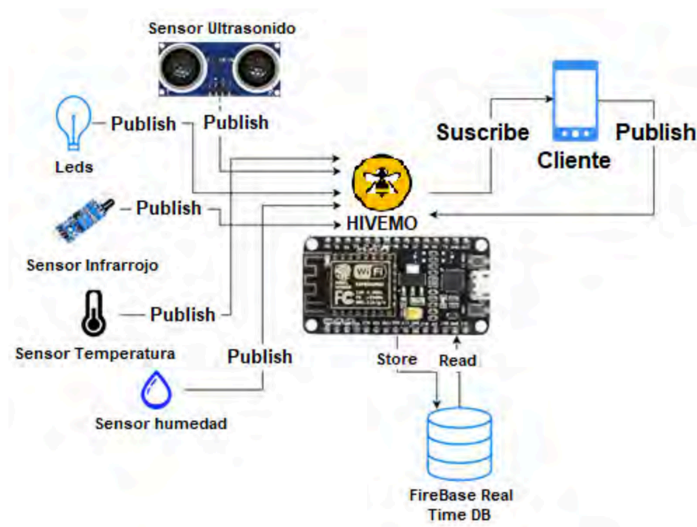 Sensor Ultrasonido
Publish
Publish
Leds
Publish
Sensor Infrarrojo
Publish
Sensor Temperatura
Publish
Sensor humedad
HIVEMO
Suscribe
Cliente
Publish
WiFi
Store
Read
FireBase Real
Time DB